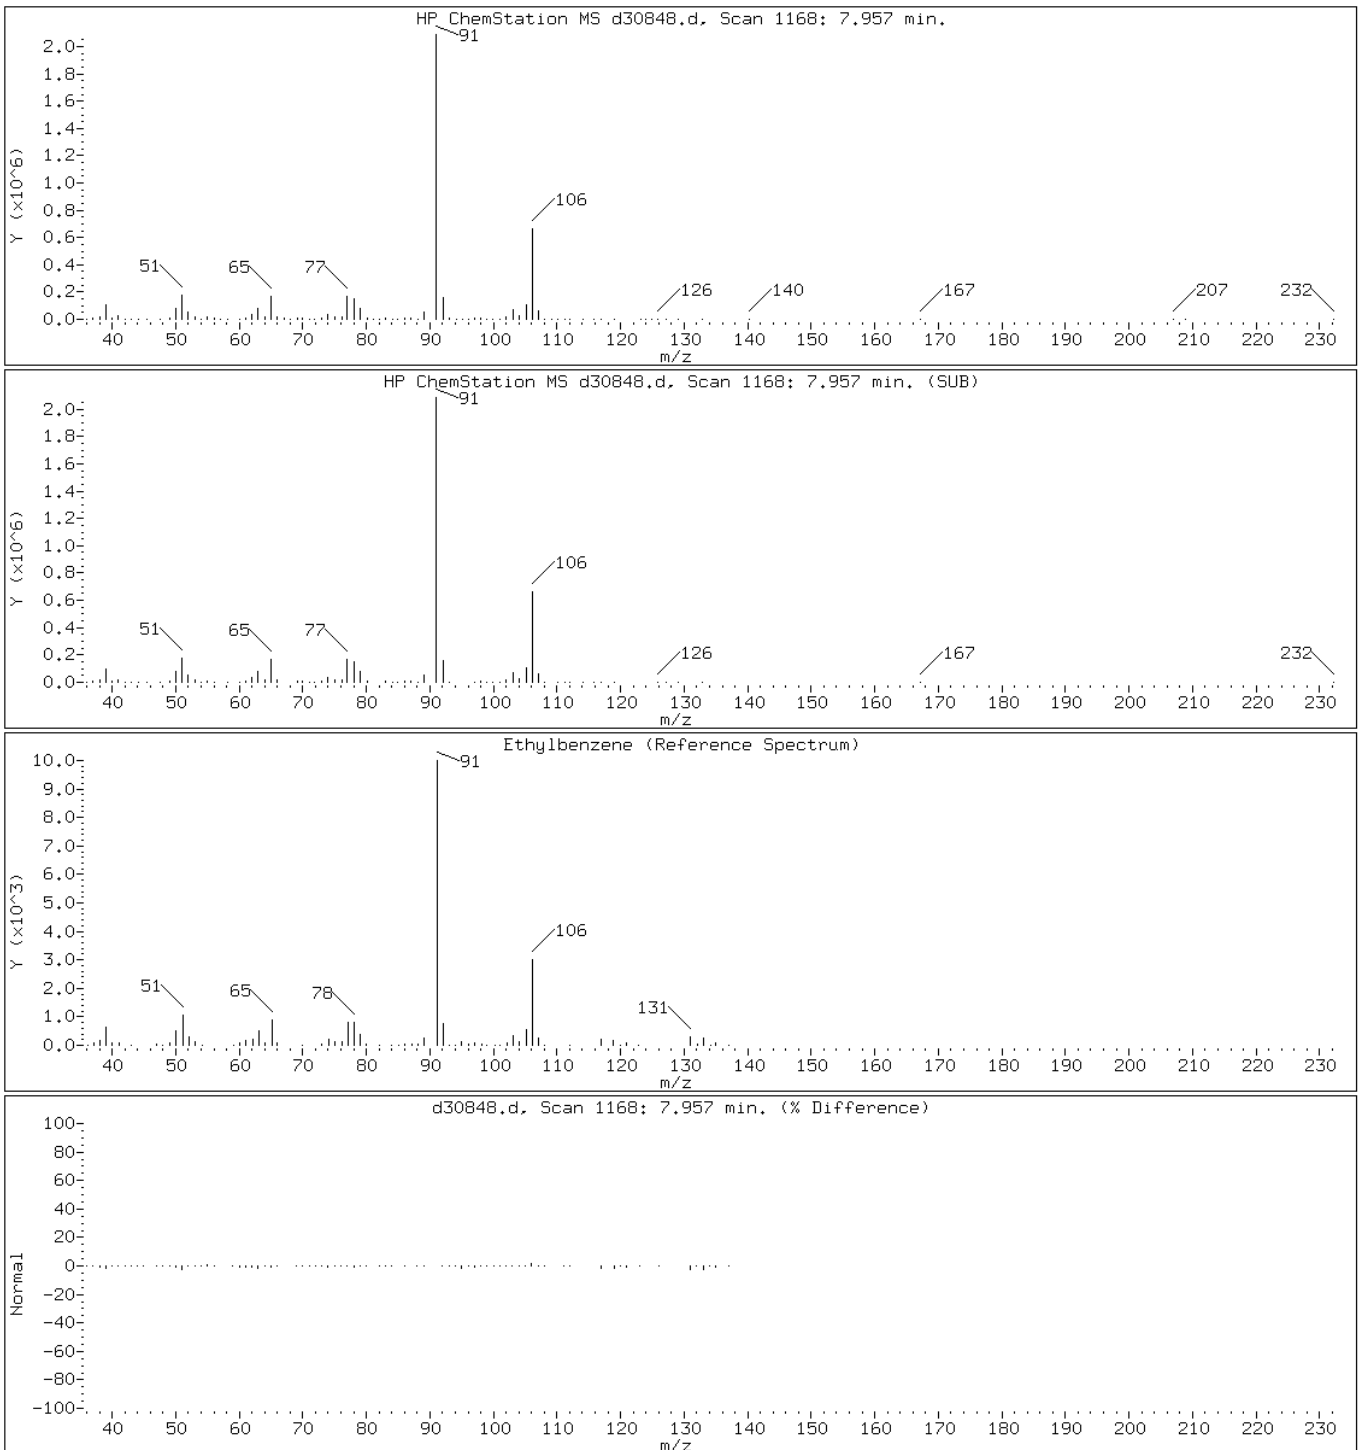 HP ChemStation MS d30848.d, Scan 1168: 7.957 min.
91
2.0
1.8
1.6
1.4
1.2
1.0
0.8
0.6
0.4
0.2
0.0
Y (x10^6)
106
51 65 77
126 140 167 207 232
40 50 60 70 80 90 100 110 120 130 140 150 160 170 180 190 200 210 220 230
m/z
HP ChemStation MS d30848.d, Scan 1168: 7.957 min. (SUB)
91
2.0
1.8
1.6
1.4
1.2
1.0
0.8
0.6
0.4
0.2
0.0
Y (x10^6)
106
51 65 77
126 167 232
40 50 60 70 80 90 100 110 120 130 140 150 160 170 180 190 200 210 220 230
m/z
Ethylbenzene (Reference Spectrum)
91
10.0
9.0
8.0
7.0
6.0
5.0
4.0
3.0
2.0
1.0
0.0
Y (x10^3)
106
51 65 78
131
40 50 60 70 80 90 100 110 120 130 140 150 160 170 180 190 200 210 220 230
m/z
d30848.d, Scan 1168: 7.957 min. (% Difference)
100
80
60
40
20
0
-20
-40
-60
-80
-100
Normal
40 50 60 70 80 90 100 110 120 130 140 150 160 170 180 190 200 210 220 230
m/z